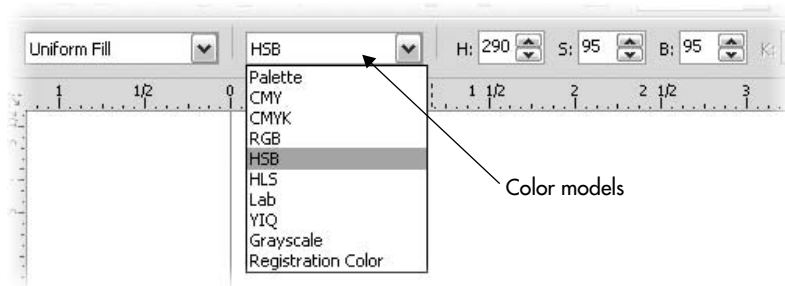 Uniform Fill HSB H: 290 S: 95 B: 95 K:
1 1/2 0 1 1/2 2 2 1/2 3
Palette
CMY
CMYK
RGB
HSB
HLS
Lab
YIQ
Grayscale
Registration Color
Color models